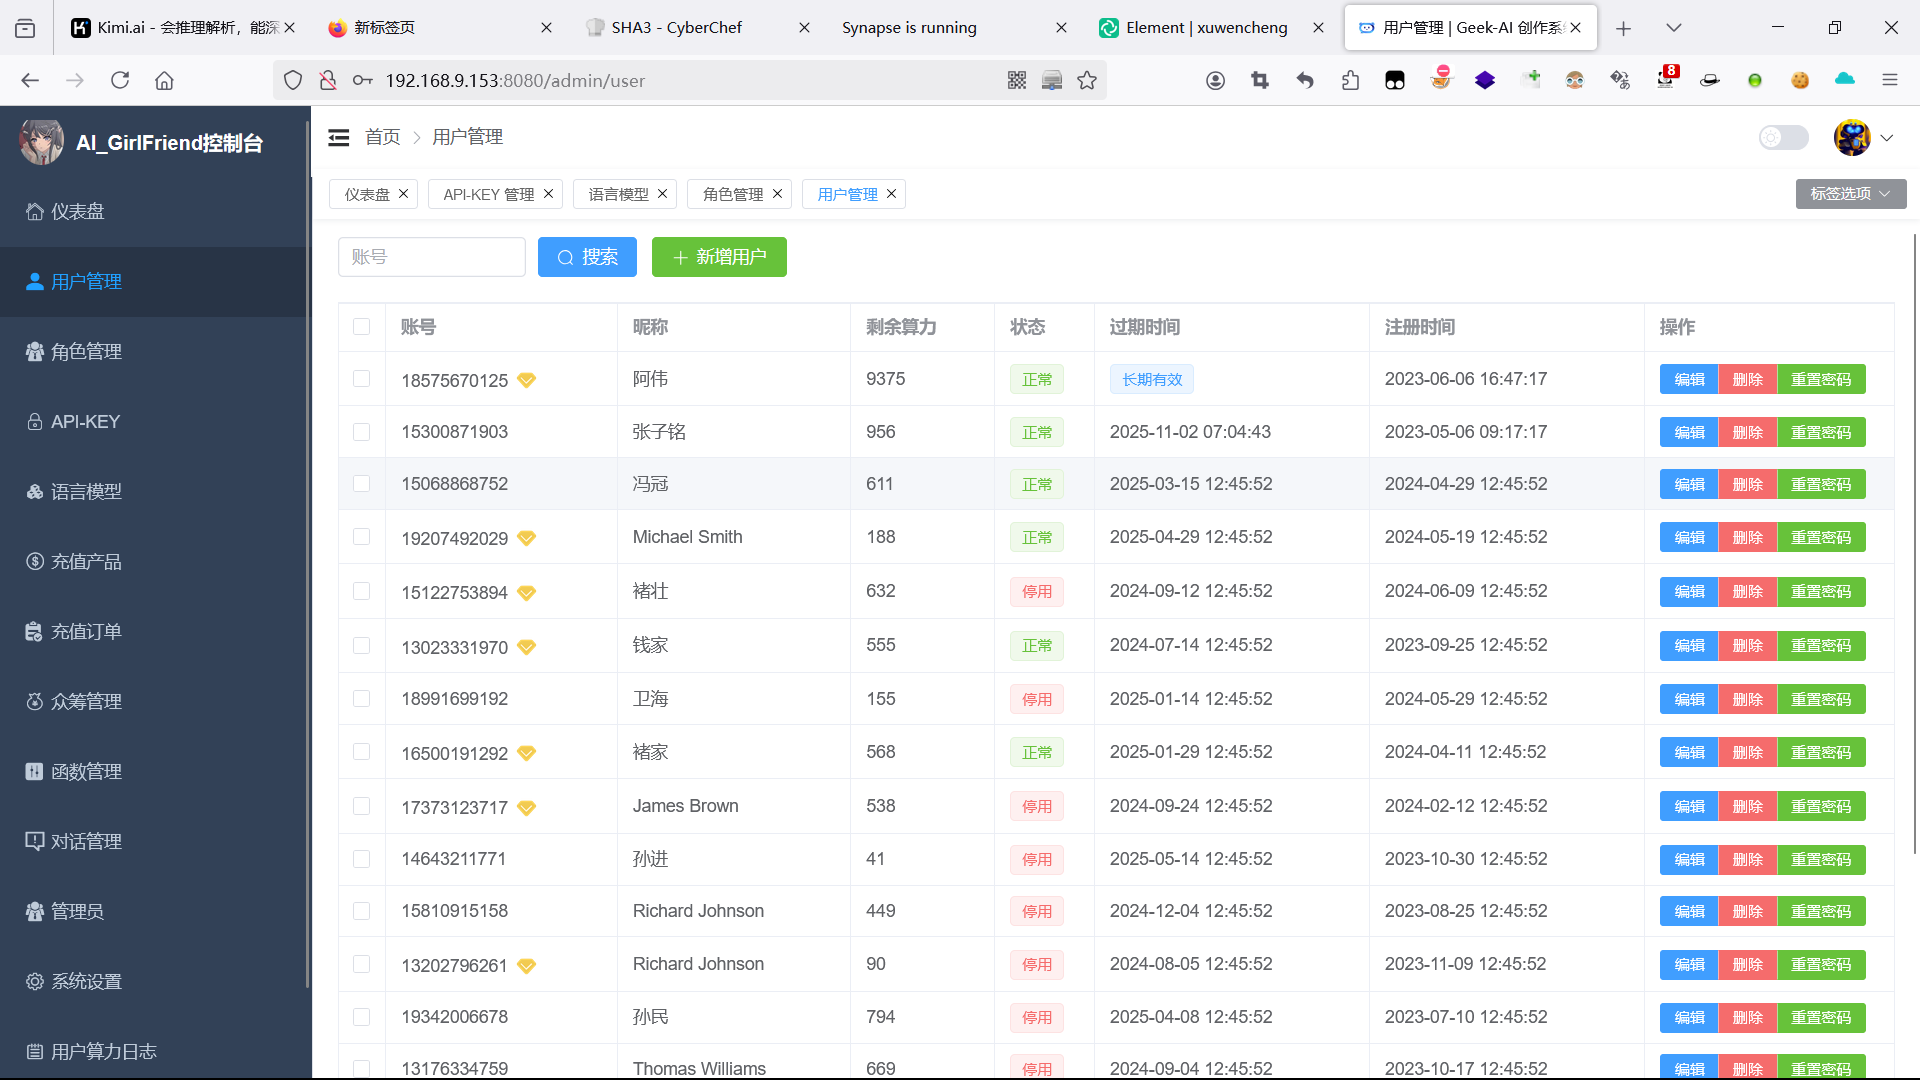 Kimi.ai - 会推理解析，能深
新标签页
SHA3 - CyberChef
Synapse is running
Element | xuwencheng
用户管理 | Geek-AI 创作系
192.168.9.153:8080/admin/user
8
AI_GirlFriend控制台
首页 > 用户管理
仪表盘
API-KEY 管理
语言模型
角色管理
用户管理
标签选项
仪表盘
用户管理
角色管理
API-KEY
语言模型
充值产品
充值订单
众筹管理
函数管理
对话管理
管理员
系统设置
用户算力日志
账号
搜索
新增用户
账号 昵称 剩余算力 状态 过期时间 注册时间 操作
18575670125 阿伟 9375 正常 长期有效 2023-06-06 16:47:17 编辑 删除 重置密码
15300871903 张子铭 956 正常 2025-11-02 07:04:43 2023-05-06 09:17:17 编辑 删除 重置密码
15068868752 冯冠 611 正常 2025-03-15 12:45:52 2024-04-29 12:45:52 编辑 删除 重置密码
19207492029 Michael Smith 188 正常 2025-04-29 12:45:52 2024-05-19 12:45:52 编辑 删除 重置密码
15122753894 褚壮 632 停用 2024-09-12 12:45:52 2024-06-09 12:45:52 编辑 删除 重置密码
13023331970 钱家 555 正常 2024-07-14 12:45:52 2023-09-25 12:45:52 编辑 删除 重置密码
18991699192 卫海 155 停用 2025-01-14 12:45:52 2024-05-29 12:45:52 编辑 删除 重置密码
16500191292 褚家 568 正常 2025-01-29 12:45:52 2024-04-11 12:45:52 编辑 删除 重置密码
17373123717 James Brown 538 停用 2024-09-24 12:45:52 2024-02-12 12:45:52 编辑 删除 重置密码
14643211771 孙进 41 停用 2025-05-14 12:45:52 2023-10-30 12:45:52 编辑 删除 重置密码
15810915158 Richard Johnson 449 停用 2024-12-04 12:45:52 2023-08-25 12:45:52 编辑 删除 重置密码
13202796261 Richard Johnson 90 停用 2024-08-05 12:45:52 2023-11-09 12:45:52 编辑 删除 重置密码
19342006678 孙民 794 停用 2025-04-08 12:45:52 2023-07-10 12:45:52 编辑 删除 重置密码
13176334759 Thomas Williams 669 停用 2024-09-04 12:45:52 2023-10-17 12:45:52 编辑 删除 重置密码